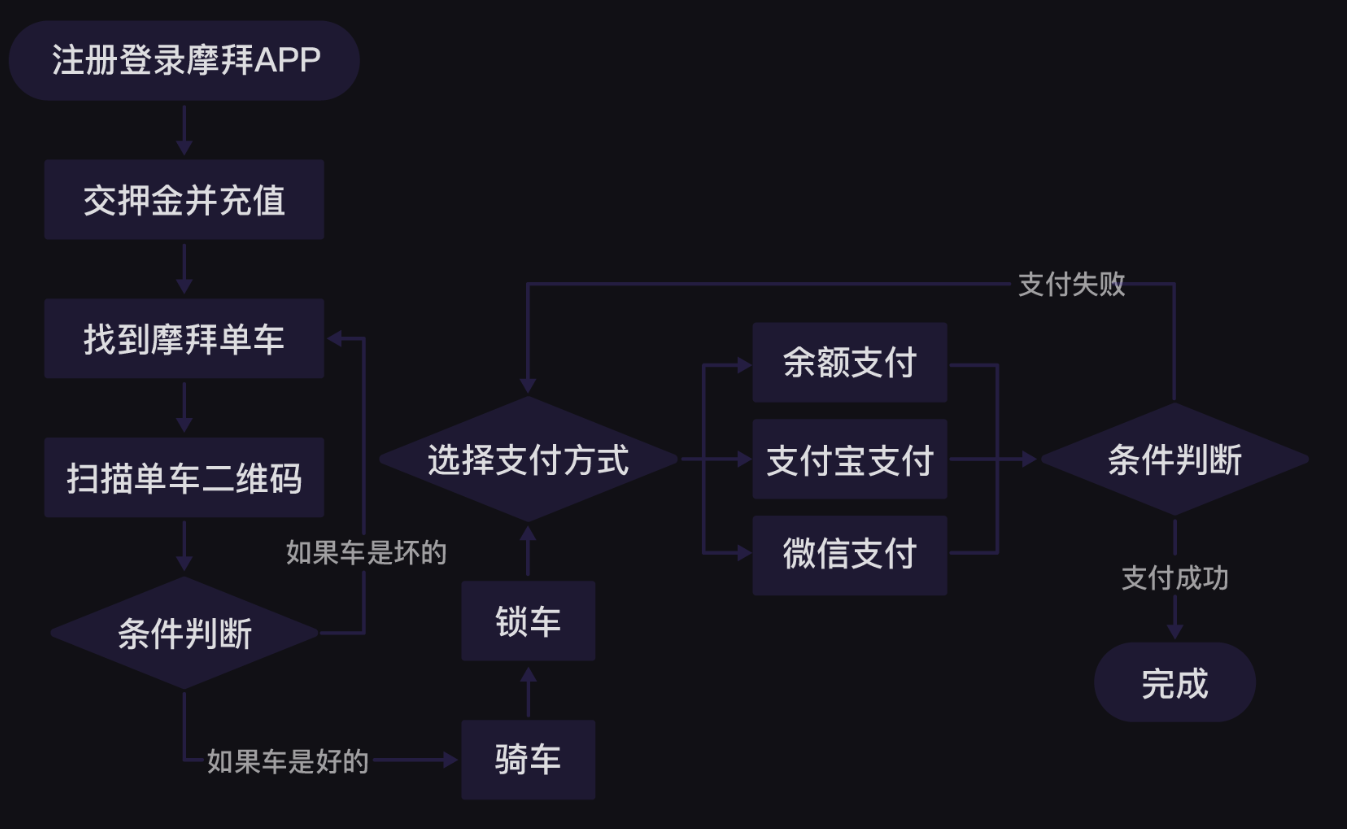 注册登录摩拜APP
交押金并充值
找到摩拜单车
扫描单车二维码
条件判断
如果车是坏的
如果车是好的
骑车
锁车
选择支付方式
余额支付
支付宝支付
微信支付
条件判断
支付失败
支付成功
完成